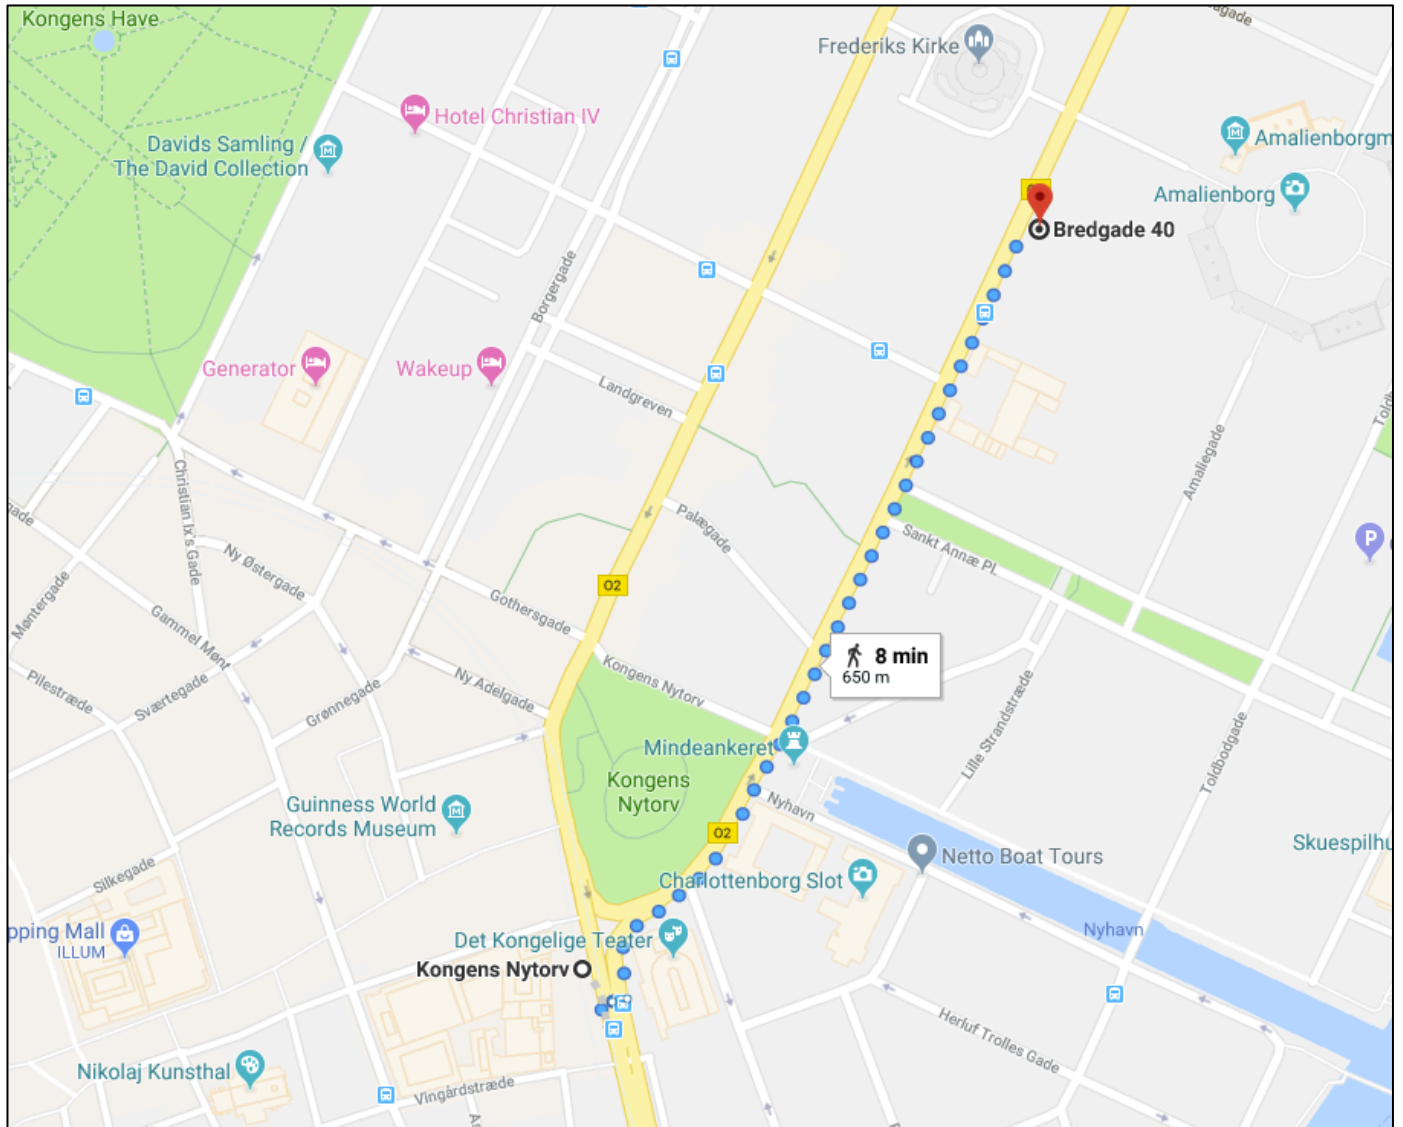 Kongens Have
Frederiks Kirke
Hotel Christian IV
Davids Samling /
The David Collection
Amalienborgm
Amalienborg
Bredgade 40
Borgergade
Generator
Wakeup
Landgreven
Toldb
Amaliegade
Christian Ix's Gade
gade
Palægade
Sankt Annæ Pl.
P
Ny Østergade
02
Gothersgade
Møntergade
Gammel Mønt
8 min
650 m
Kongens Nytorv
Pilestræde
Ny Adelgade
Sværtegade
Grønnegade
Lille Strandstræde
Toldbodgade
Mindeankeret
Kongens
Nytorv
Nyhavn
Guinness World
Records Museum
02
Netto Boat Tours
Skuespilhu
Charlottenborg Slot
Silkegade
pping Mall
ILLUM
Nyhavn
Det Kongelige Teater
Kongens Nytorv
Herluf Trolles Gade
Nikolaj Kunsthal
Vingårdstræde